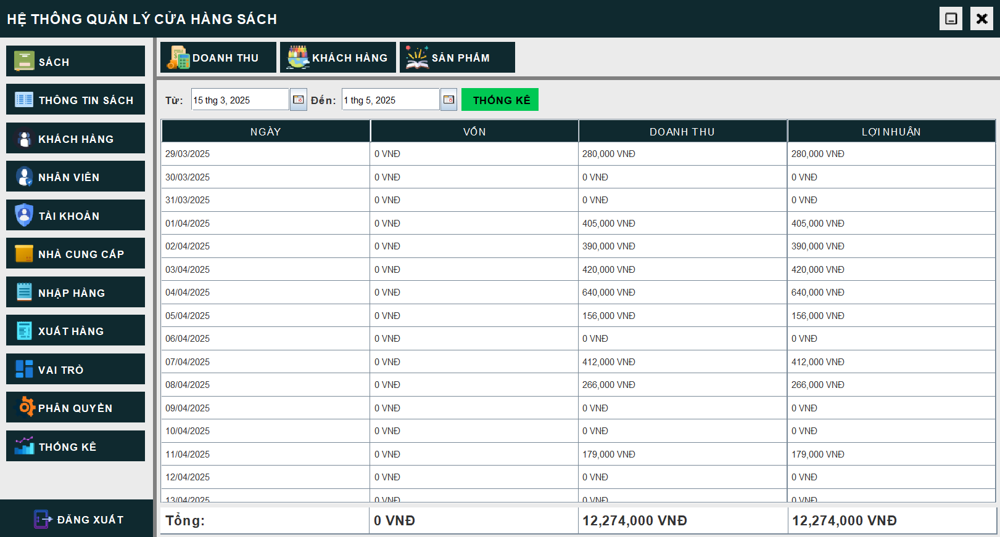 HỆ THỐNG QUẢN LÝ CỬA HÀNG SÁCH
SÁCH
THÔNG TIN SÁCH
KHÁCH HÀNG
NHÂN VIÊN
TÀI KHOẢN
NHÀ CUNG CẤP
NHẬP HÀNG
XUẤT HÀNG
VAI TRÒ
PHÂN QUYỀN
THỐNG KÊ
ĐĂNG XUẤT
DOANH THU KHÁCH HÀNG SẢN PHẨM
Từ: 15 thg 3, 2025 Đến: 1 thg 5, 2025 THỐNG KÊ
NGÀY VỐN DOANH THU LỢI NHUẬN
29/03/2025 0 VNĐ 280,000 VNĐ 280,000 VNĐ
30/03/2025 0 VNĐ 0 VNĐ 0 VNĐ
31/03/2025 0 VNĐ 0 VNĐ 0 VNĐ
01/04/2025 0 VNĐ 405,000 VNĐ 405,000 VNĐ
02/04/2025 0 VNĐ 390,000 VNĐ 390,000 VNĐ
03/04/2025 0 VNĐ 420,000 VNĐ 420,000 VNĐ
04/04/2025 0 VNĐ 640,000 VNĐ 640,000 VNĐ
05/04/2025 0 VNĐ 156,000 VNĐ 156,000 VNĐ
06/04/2025 0 VNĐ 0 VNĐ 0 VNĐ
07/04/2025 0 VNĐ 412,000 VNĐ 412,000 VNĐ
08/04/2025 0 VNĐ 266,000 VNĐ 266,000 VNĐ
09/04/2025 0 VNĐ 0 VNĐ 0 VNĐ
10/04/2025 0 VNĐ 0 VNĐ 0 VNĐ
11/04/2025 0 VNĐ 179,000 VNĐ 179,000 VNĐ
12/04/2025 0 VNĐ 0 VNĐ 0 VNĐ
13/04/2025 0 VNĐ 0 VNĐ 0 VNĐ
Tổng: 0 VNĐ 12,274,000 VNĐ 12,274,000 VNĐ